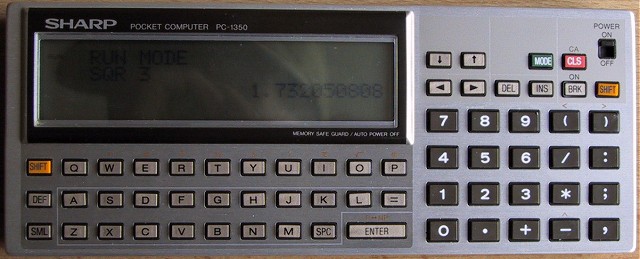 SHARP POCKET COMPUTER PC-1350
POWER
ON
OFF
RUN MODE
SQR 3
1.732050808
MEMORY SAFE GUARD / AUTO POWER OFF
↓ ↑ MODE CA CLS
◄ ► DEL INS ON BRK SHIFT
< >
7 8 9 ( )
4 5 6 / :
1 2 3 * ;
^
0 . + − ,
SHIFT Q W E R T Y U I O P
DEF A S D F G H J K L =
SML Z X C V B N M SPC ENTER